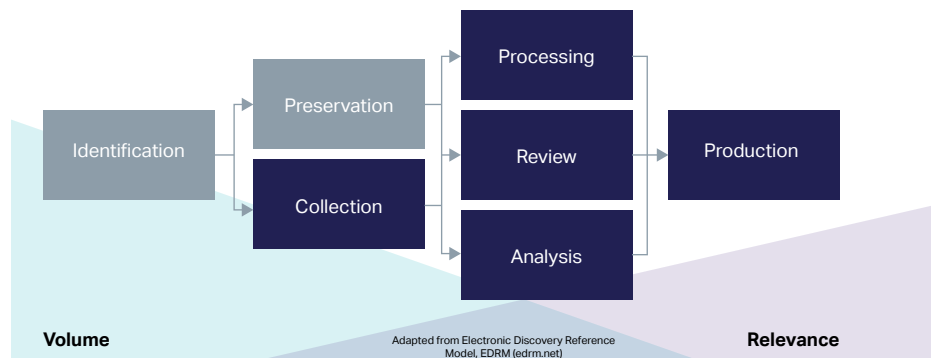 Identification
Preservation
Collection
Processing
Review
Analysis
Production
Volume
Adapted from Electronic Discovery Reference
Model, EDRM (edrm.net)
Relevance